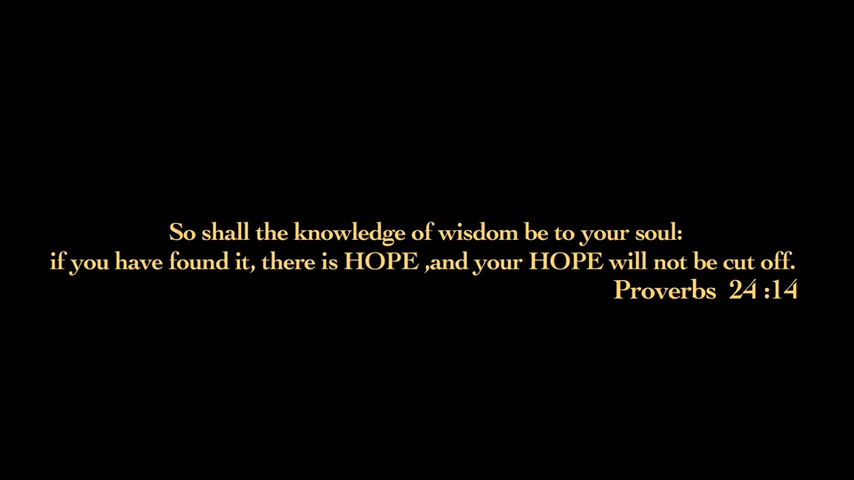 So shall the knowledge of wisdom be to your soul:
if you have found it, there is HOPE ,and your HOPE will not be cut off.
Proverbs 24 :14